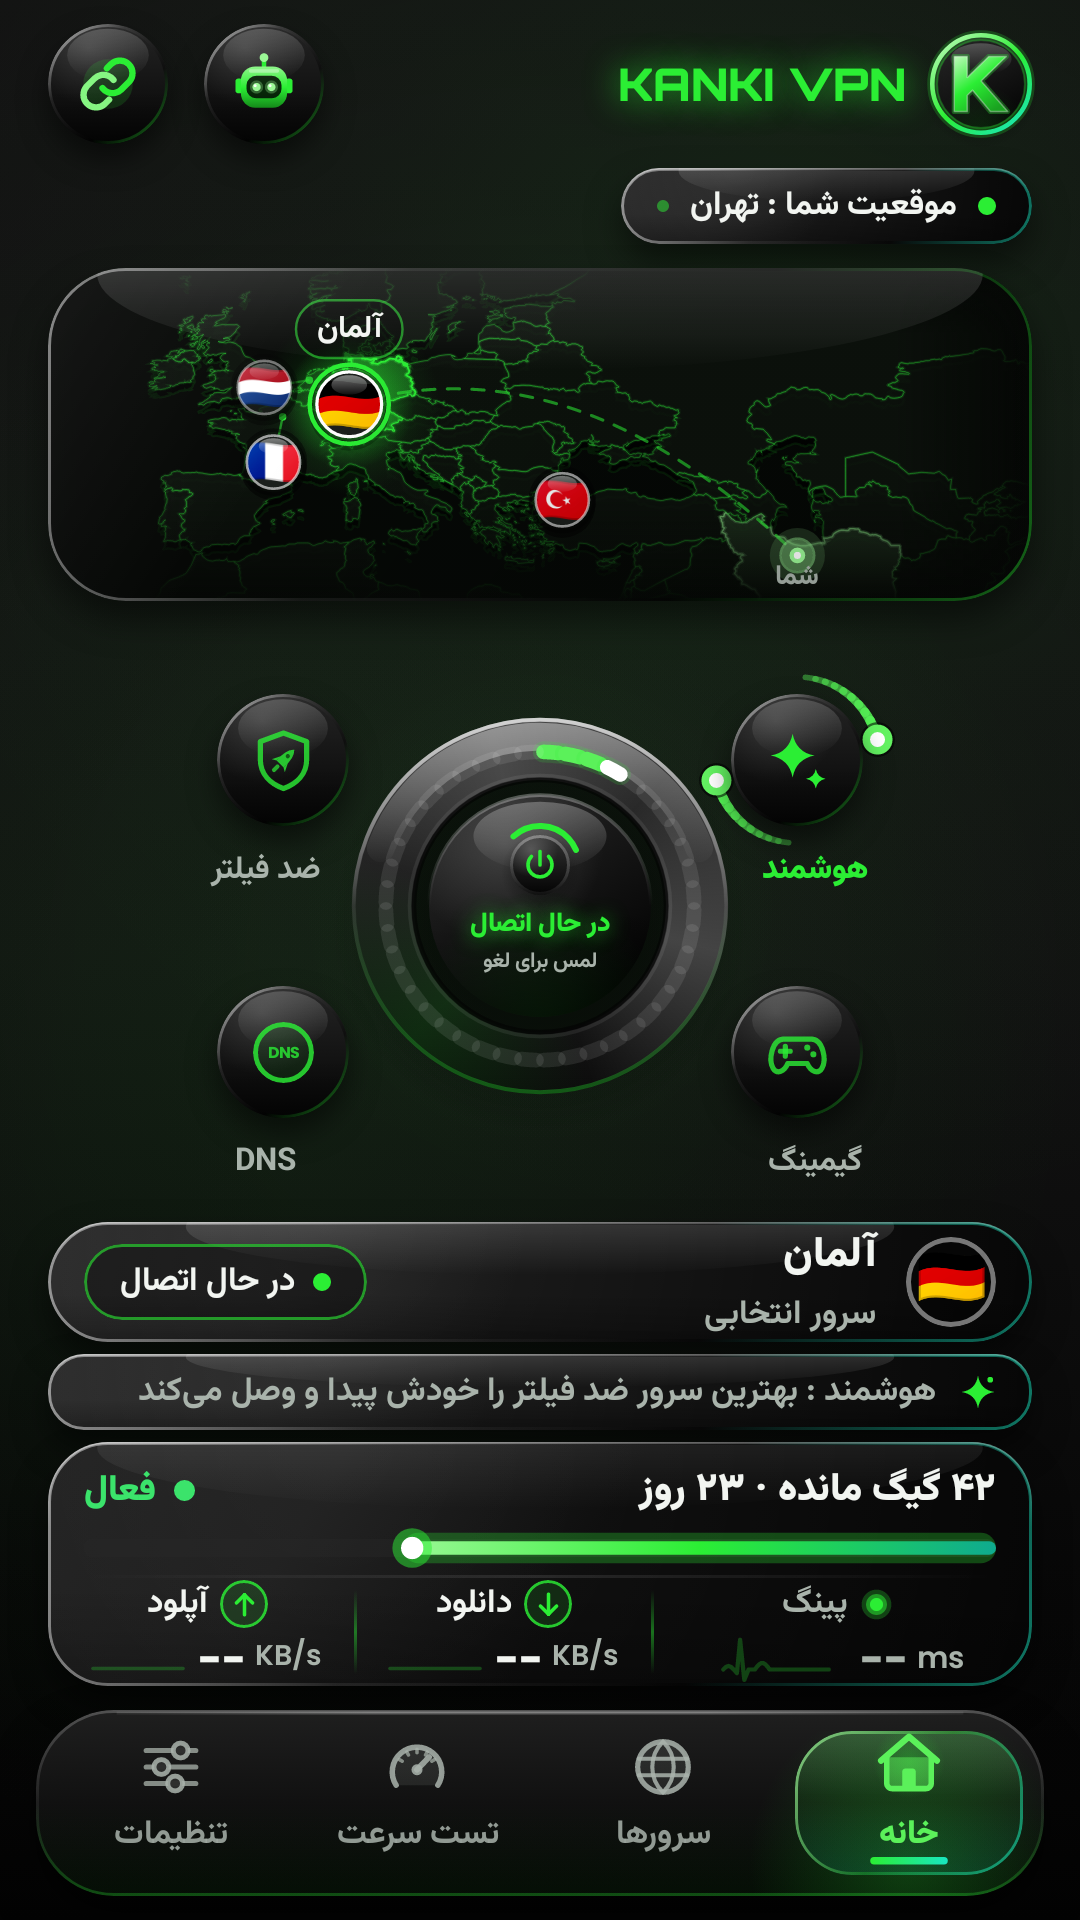 KANKI VPN
K
موقعیت شما : تهران
آلمان
شما
ضد فیلتر
هوشمند
در حال اتصال
لمس برای لغو
DNS
DNS
گیمینگ
آلمان
سرور انتخابی
در حال اتصال
هوشمند : بهترین سرور ضد فیلتر را خودش پیدا و وصل می‌کند
۴۲ گیگ مانده · ۲۳ روز
فعال
پینگ
-- ms
دانلود
-- KB/s
آپلود
-- KB/s
خانه
سرورها
تست سرعت
تنظیمات